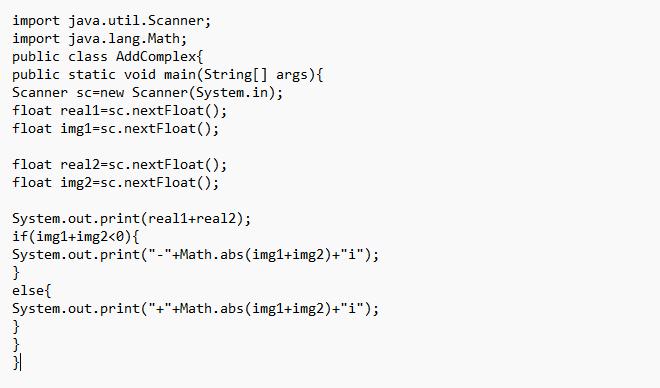 import java.util.Scanner;
import java.lang.Math;
public class AddComplex{
public static void main(String[] args){
Scanner sc=new Scanner(System.in);
float real1=sc.nextFloat();
float img1=sc.nextFloat();
float real2=sc.nextFloat();
float img2=sc.nextFloat();
System.out.print(real1+real2);
if(img1+img2<0){
System.out.print("-"+Math.abs(img1+img2)+"i");
}
else{
System.out.print("+"+Math.abs(img1+img2)+"i");
}
}
}